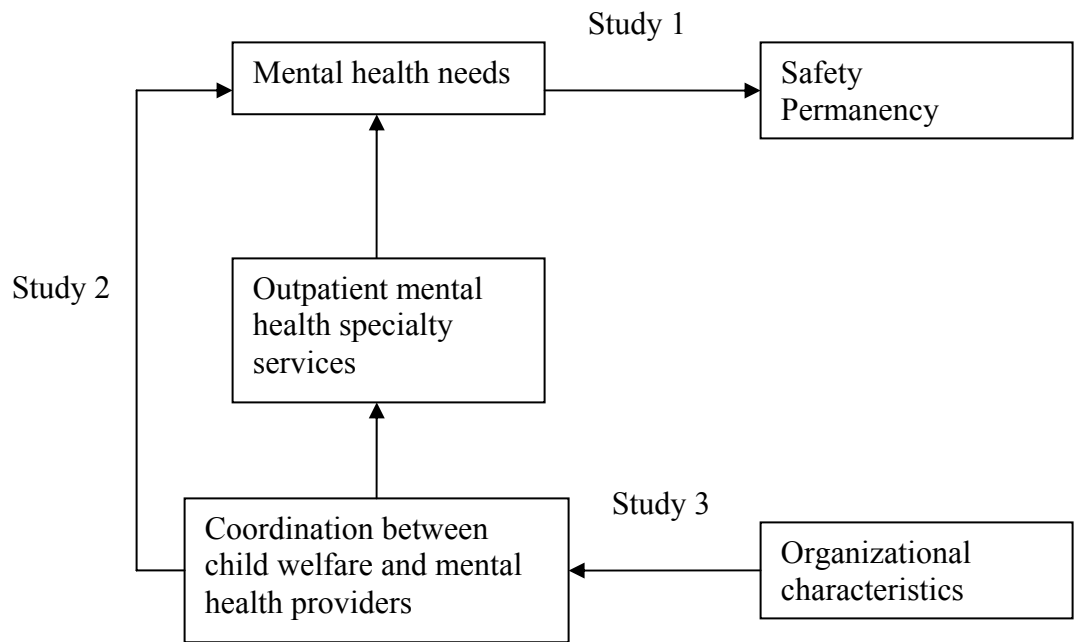 Study 1
Mental health needs
Safety
Permanency
Study 2
Outpatient mental
health specialty
services
Study 3
Coordination between
child welfare and mental
health providers
Organizational
characteristics